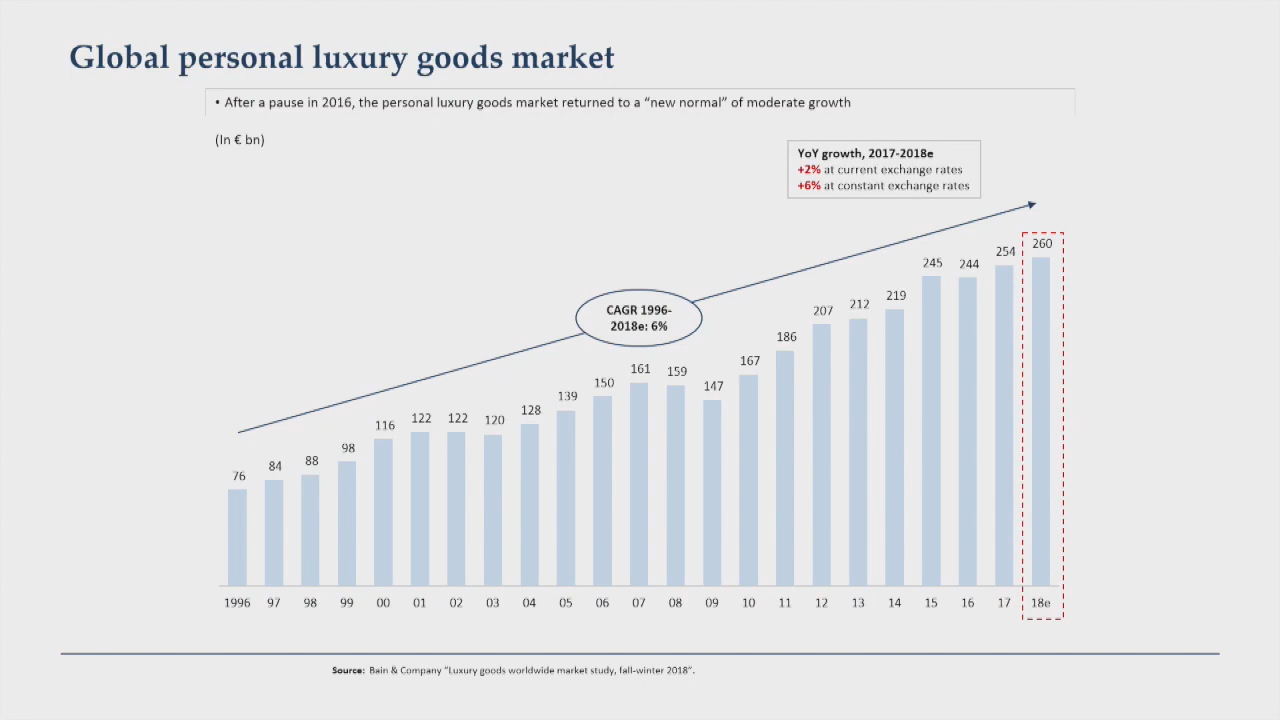 Global personal luxury goods market
• After a pause in 2016, the personal luxury goods market returned to a “new normal” of moderate growth
(In € bn)
YoY growth, 2017-2018e
+2% at current exchange rates
+6% at constant exchange rates
CAGR 1996-
2018e: 6%
76 84 88 98 116 122 122 120 128 139 150 161 159 147 167 186 207 212 219 245 244 254 260
1996 97 98 99 00 01 02 03 04 05 06 07 08 09 10 11 12 13 14 15 16 17 18e
Source: Bain & Company “Luxury goods worldwide market study, fall-winter 2018”.